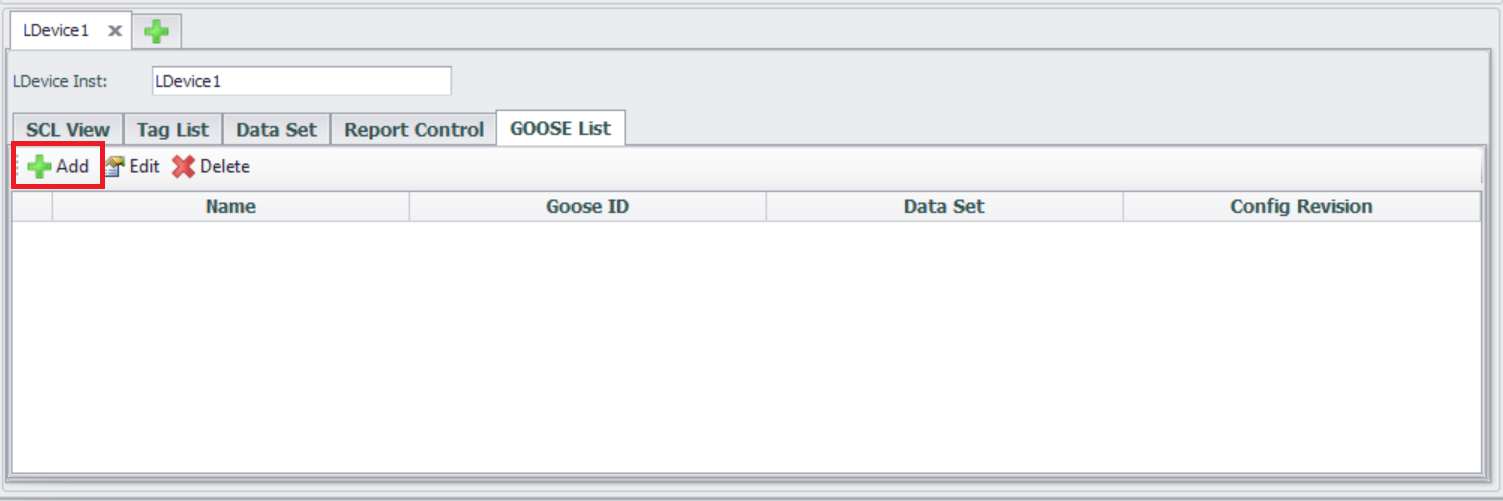 LDevice1
LDevice Inst: LDevice1
SCL View Tag List Data Set Report Control GOOSE List
Add Edit Delete
Name Goose ID Data Set Config Revision